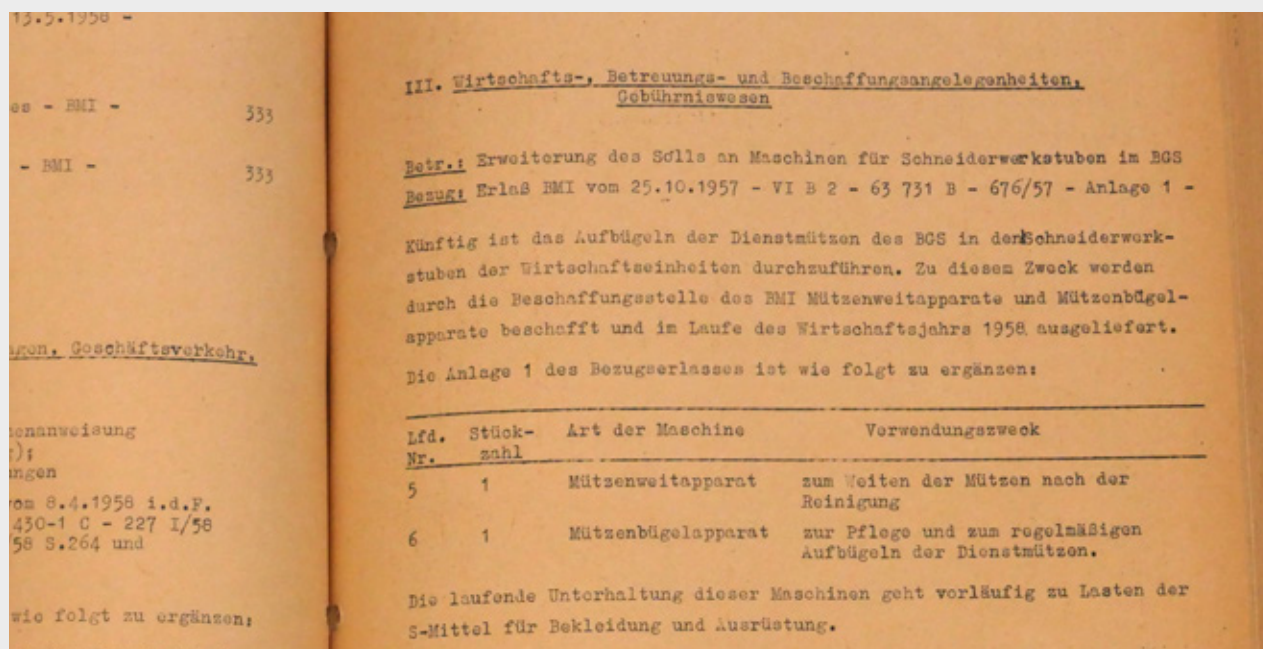 13.5.1958 -
es - BMI - 333
- BMI - 333
gen, Geschäftsverkehr,
enanweisung
);
ngen
vom 8.4.1958 i.d.F.
430-1 C - 227 I/58
/58 S.264 und
wie folgt zu ergänzen:
III. Wirtschafts-, Betreuungs- und Beschaffungsangelegenheiten,
Gebührniswesen
Betr.: Erweiterung des Sölls an Maschinen für Schneiderwerkstuben im BGS
Bezug: Erlaß BMI vom 25.10.1957 - VI B 2 - 63 731 B - 676/57 - Anlage 1 -
Künftig ist das Aufbügeln der Dienstmützen des BGS in den Schneiderwerk-
stuben der Wirtschaftseinheiten durchzuführen. Zu diesem Zweck werden
durch die Beschaffungsstelle des BMI Mützenweitapparate und Mützenbügel-
apparate beschafft und im Laufe des Wirtschaftsjahrs 1958 ausgeliefert.
Die Anlage 1 des Bezugserlasses ist wie folgt zu ergänzen:
Lfd. Stück- Art der Maschine Verwendungszweck
Nr. zahl
5 1 Mützenweitapparat zum Weiten der Mützen nach der
Reinigung
6 1 Mützenbügelapparat zur Pflege und zum regelmäßigen
Aufbügeln der Dienstmützen.
Die laufende Unterhaltung dieser Maschinen geht vorläufig zu Lasten der
S-Mittel für Bekleidung und Ausrüstung.